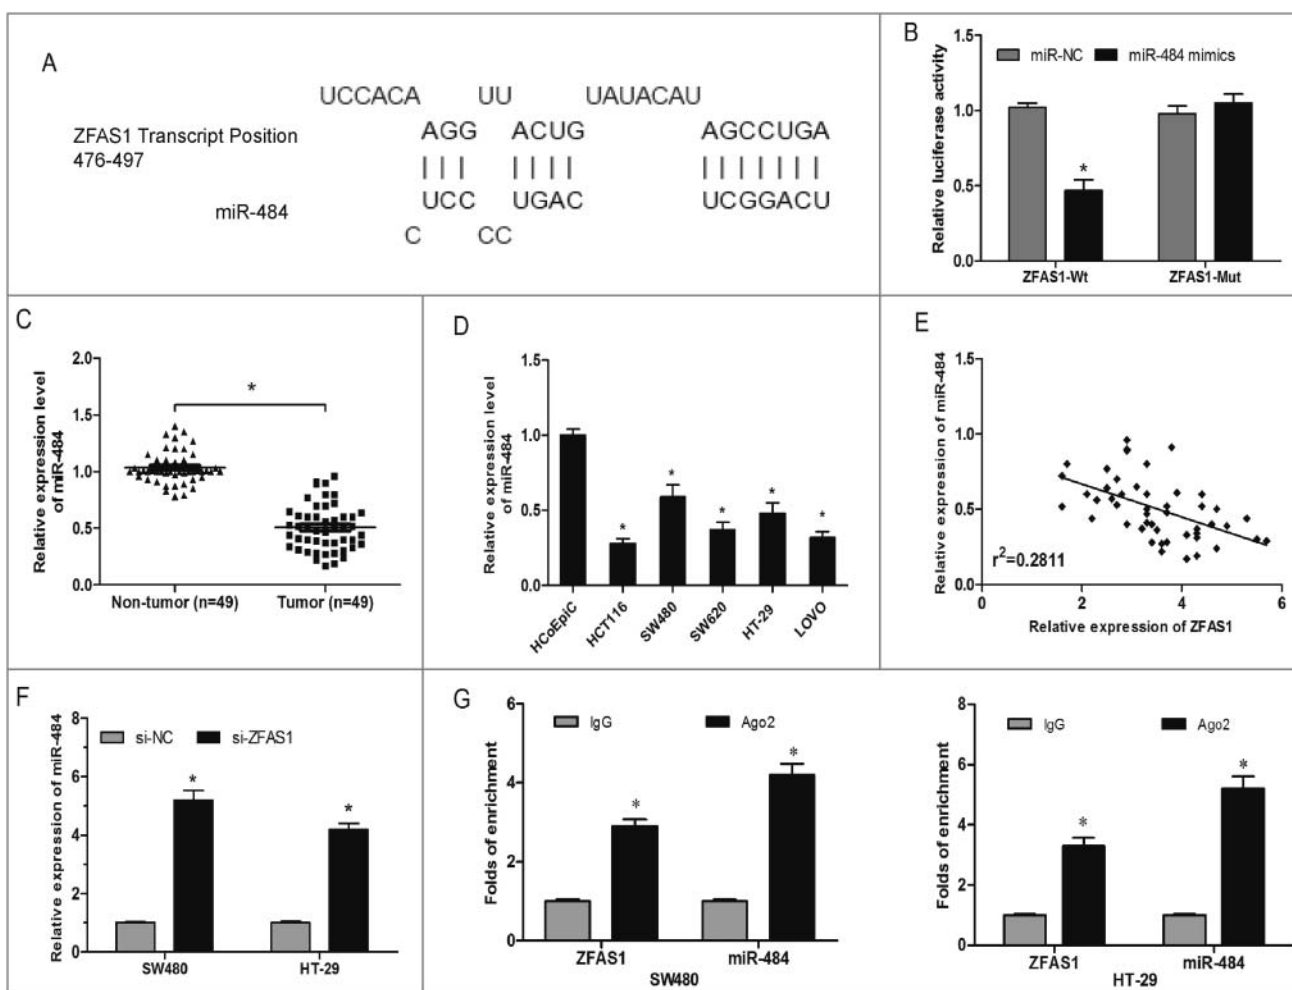 A
UCCACA UU UAUACAU
ZFAS1 Transcript Position
476-497
AGG ACUG AGCCUGA
miR-484
UCC UGAC UCGGACU
C CC
B
Relative luciferase activity
1.5
1.0
0.5
0.0
miR-NC miR-484 mimics
*
ZFAS1-Wt ZFAS1-Mut
C
Relative expression level
of miR-484
2.0
1.5
1.0
0.5
0.0
*
Non-tumor (n=49) Tumor (n=49)
D
Relative expression level
of miR-484
1.5
1.0
0.5
0.0
* * * * *
HCoEpiC HCT116 SW480 SW620 HT-29 LOVO
E
Relative expression of miR-484
1.5
1.0
0.5
0.0
r2=0.2811
0 2 4 6
Relative expression of ZFAS1
F
Relative expression of miR-484
8
6
4
2
0
si-NC si-ZFAS1
* *
SW480 HT-29
G
Folds of enrichment
6
4
2
0
IgG Ago2
* *
ZFAS1 miR-484
SW480
Folds of enrichment
8
6
4
2
0
IgG Ago2
* *
ZFAS1 miR-484
HT-29